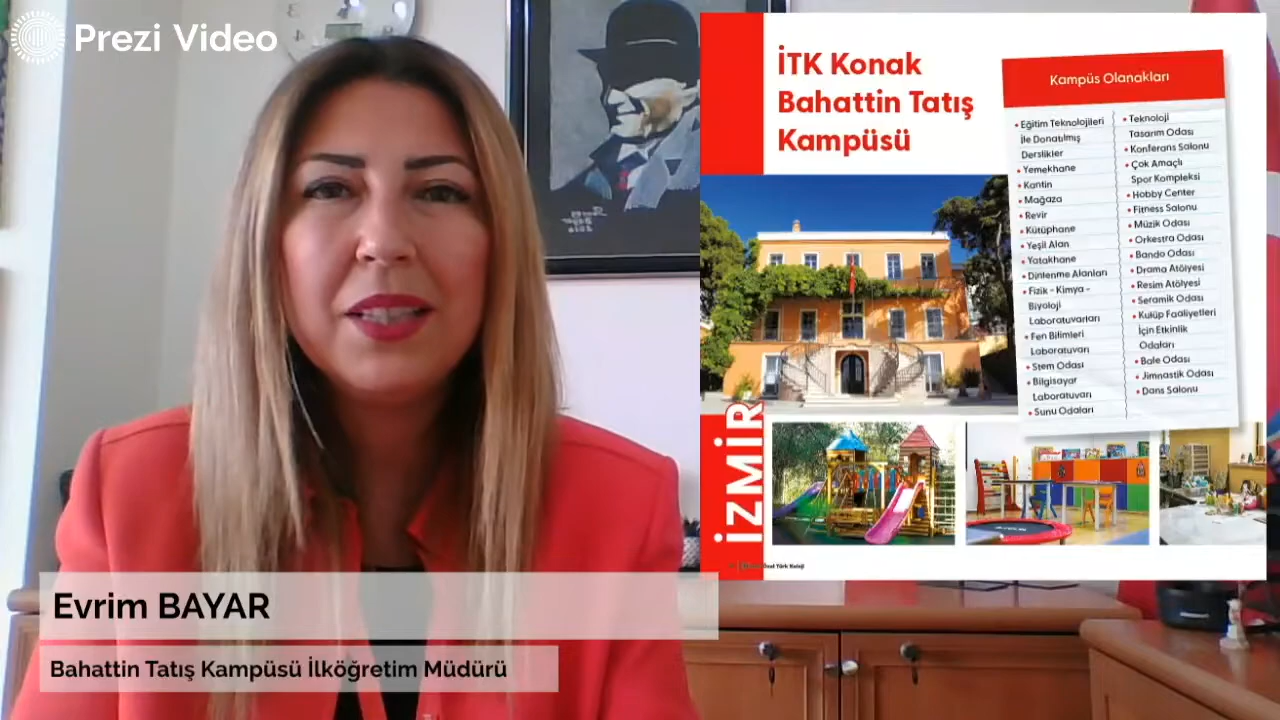 Prezi Video
İTK Konak
Bahattin Tatış
Kampüsü
Kampüs Olanakları
• Eğitim Teknolojileri
İle Donatılmış
Derslikler
• Yemekhane
• Kantin
• Mağaza
• Revir
• Kütüphane
• Yeşil Alan
• Yatakhane
• Dinlenme Alanları
• Fizik - Kimya -
Biyoloji
Laboratuvarları
• Fen Bilimleri
Laboratuvarı
• Stem Odası
• Bilgisayar
Laboratuvarı
• Sunu Odaları
• Teknoloji
Tasarım Odası
• Konferans Salonu
• Çok Amaçlı
Spor Kompleksi
• Hobby Center
• Fitness Salonu
• Müzik Odası
• Orkestra Odası
• Bando Odası
• Drama Atölyesi
• Resim Atölyesi
• Seramik Odası
• Kulüp Faaliyetleri
İçin Etkinlik
Odaları
• Bale Odası
• Jimnastik Odası
• Dans Salonu
İZMİR
Özel Türk Koleji
Evrim BAYAR
Bahattin Tatış Kampüsü İlköğretim Müdürü